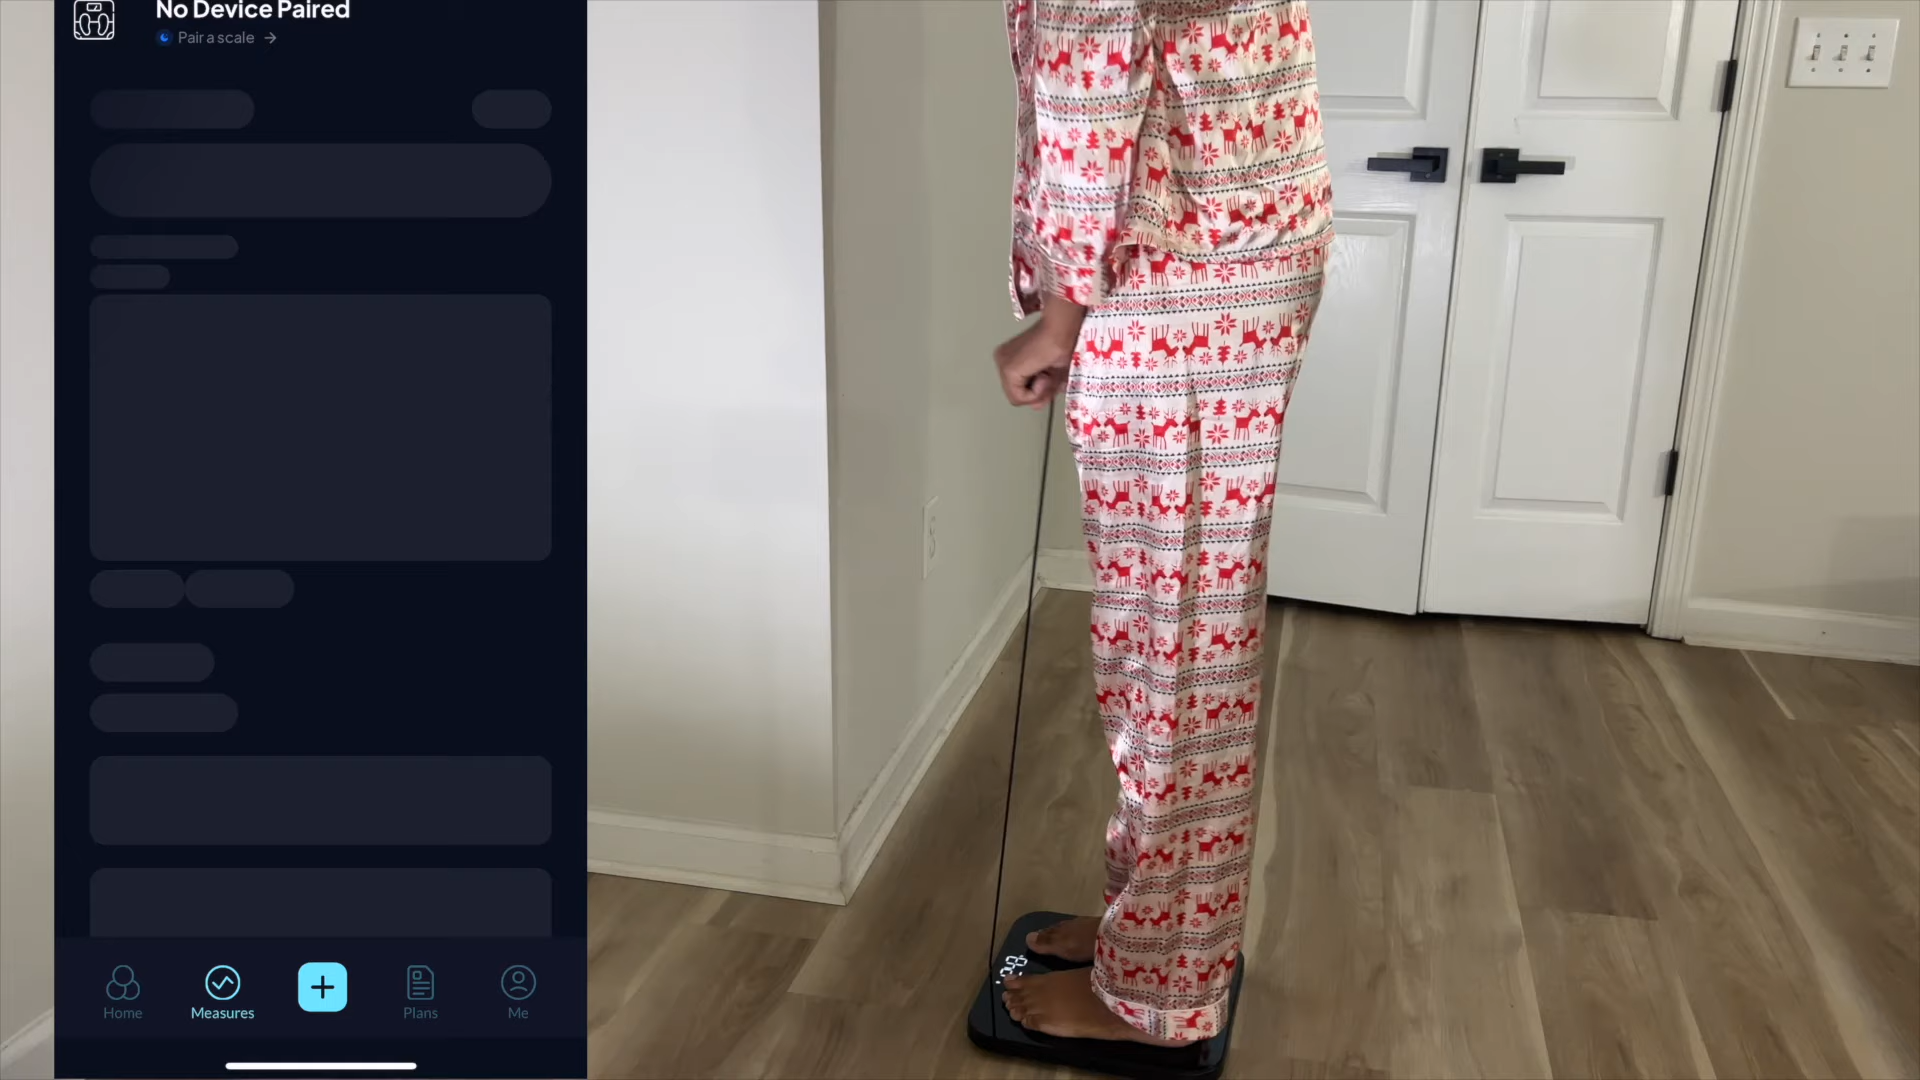 No Device Paired
Pair a scale →
Home
Measures
Plans
Me